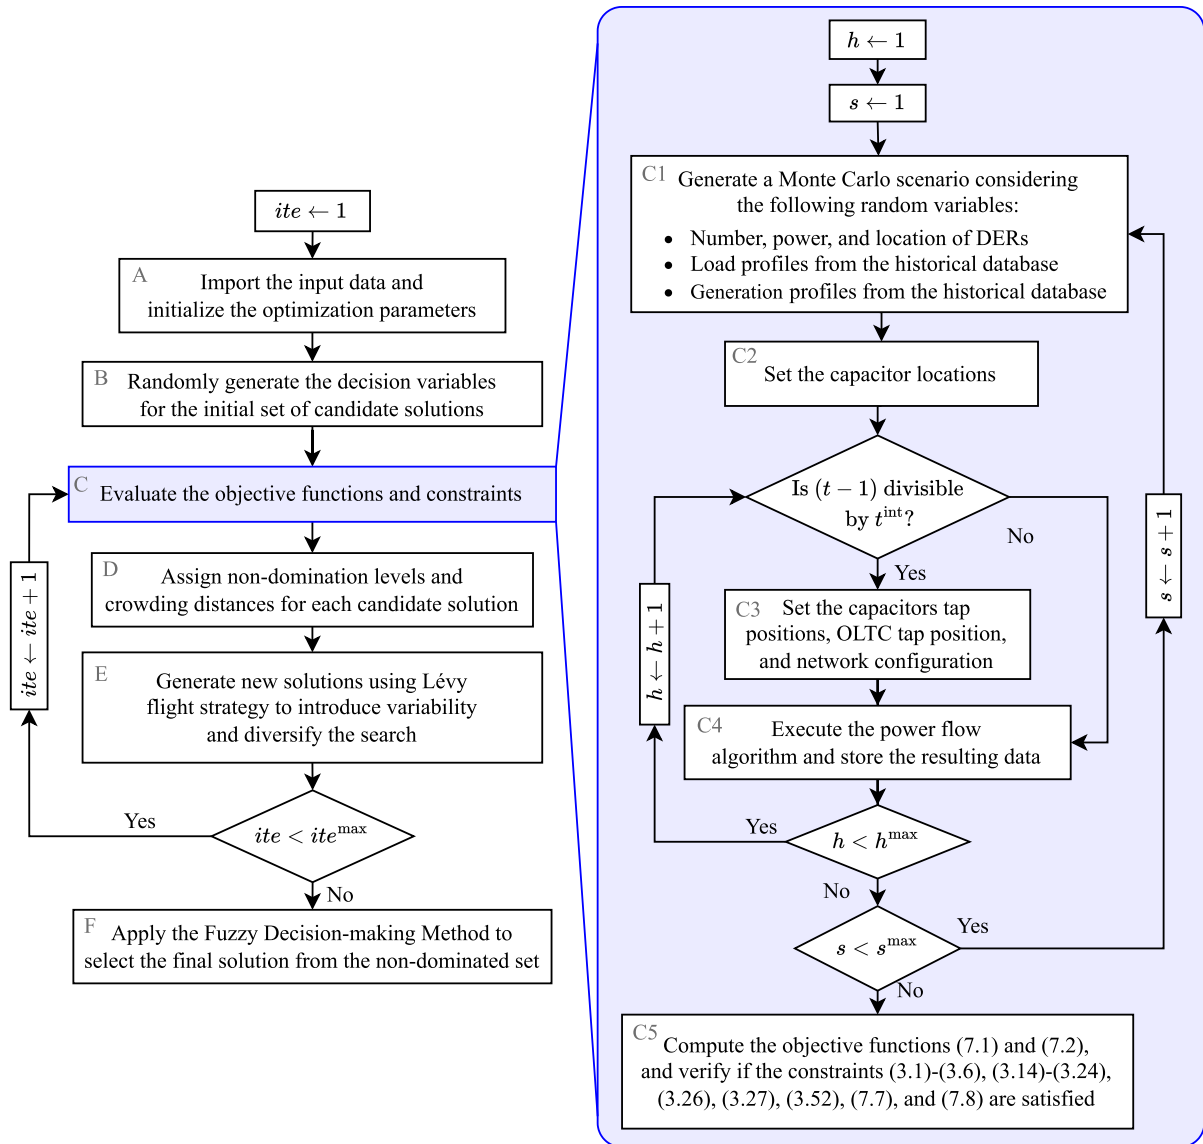 ite ← 1
A
Import the input data and
initialize the optimization parameters
B
Randomly generate the decision variables
for the initial set of candidate solutions
C
Evaluate the objective functions and constraints
D
Assign non-domination levels and
crowding distances for each candidate solution
E
Generate new solutions using Lévy
flight strategy to introduce variability
and diversify the search
ite < ite^max
Yes
ite ← ite + 1
No
F
Apply the Fuzzy Decision-making Method to
select the final solution from the non-dominated set
h ← 1
s ← 1
C1
Generate a Monte Carlo scenario considering
the following random variables:
• Number, power, and location of DERs
• Load profiles from the historical database
• Generation profiles from the historical database
C2
Set the capacitor locations
Is (t − 1) divisible
by t^int?
No
Yes
C3
Set the capacitors tap
positions, OLTC tap position,
and network configuration
C4
Execute the power flow
algorithm and store the resulting data
h < h^max
Yes
h ← h + 1
No
s < s^max
Yes
s ← s + 1
No
C5
Compute the objective functions (7.1) and (7.2),
and verify if the constraints (3.1)-(3.6), (3.14)-(3.24),
(3.26), (3.27), (3.52), (7.7), and (7.8) are satisfied